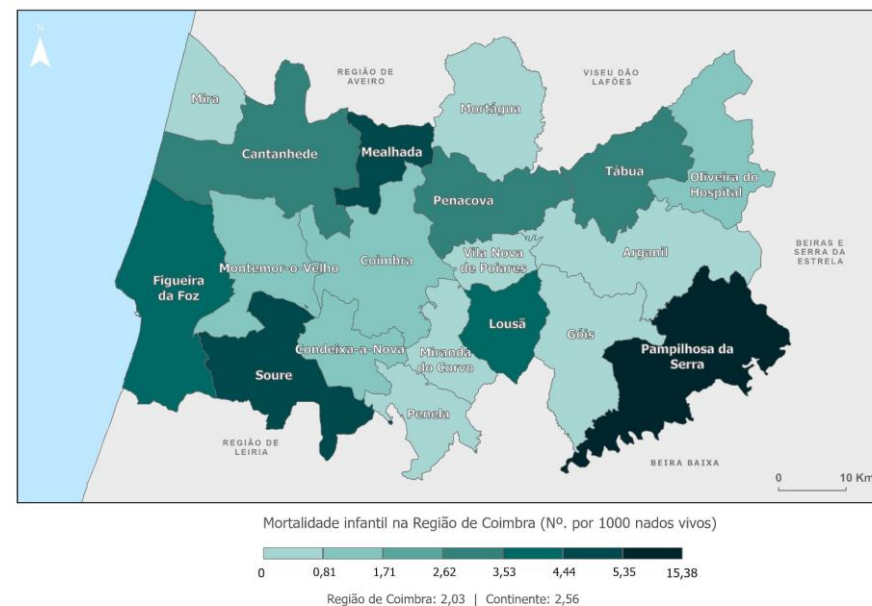 N
REGIÃO DE
AVEIRO
VISEU DÃO
LAFÕES
Mira
Mortágua
Cantanhede
Mealhada
Tábua
Oliveira do
Hospital
Penacova
Vila Nova
de Poiares
Arganil
BEIRAS E
SERRA DA
ESTRELA
Coimbra
Montemor-o-Velho
Figueira
da Foz
Lousã
Góis
Pampilhosa da
Serra
Condeixa-a-Nova
Miranda
do Corvo
Soure
Penela
REGIÃO DE
LEIRIA
BEIRA BAIXA
0 10 Km
Mortalidade infantil na Região de Coimbra (Nº. por 1000 nados vivos)
0 0,81 1,71 2,62 3,53 4,44 5,35 15,38
Região de Coimbra: 2,03 | Continente: 2,56